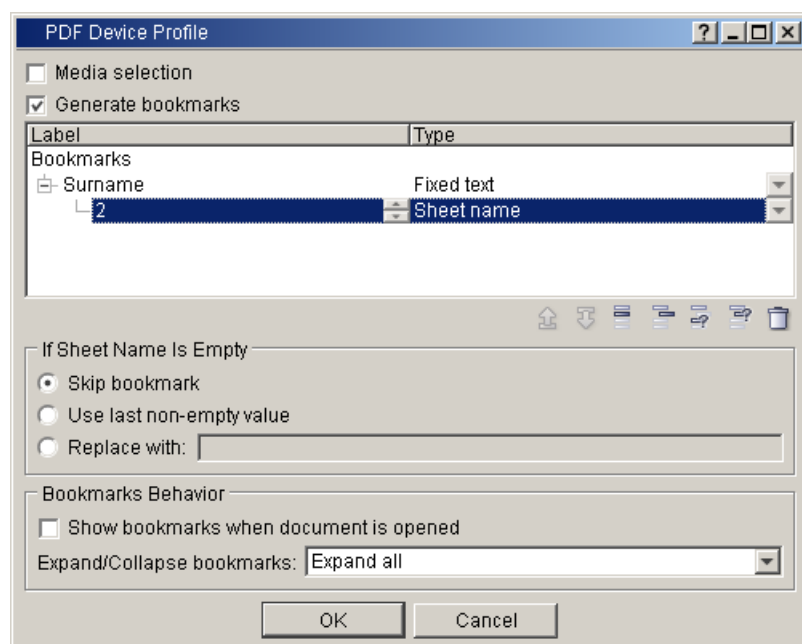 PDF Device Profile
Media selection
Generate bookmarks
Label Type
Bookmarks
Surname Fixed text
2 Sheet name
If Sheet Name Is Empty
Skip bookmark
Use last non-empty value
Replace with:
Bookmarks Behavior
Show bookmarks when document is opened
Expand/Collapse bookmarks: Expand all
OK Cancel